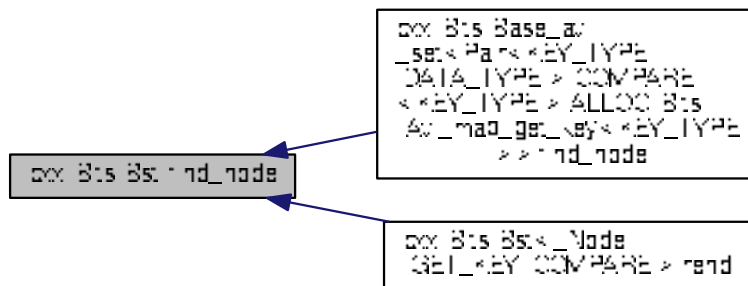 cxx::Bits::Bst::find_node
cxx::Bits::Base_avl
_set< Pair< KEY_TYPE,
DATA_TYPE >, COMPARE
< KEY_TYPE >, ALLOC, Bits
::Avl_map_get_key< KEY_TYPE
> >::find_node
cxx::Bits::Bst< _Node,
GET_KEY, COMPARE >::rend